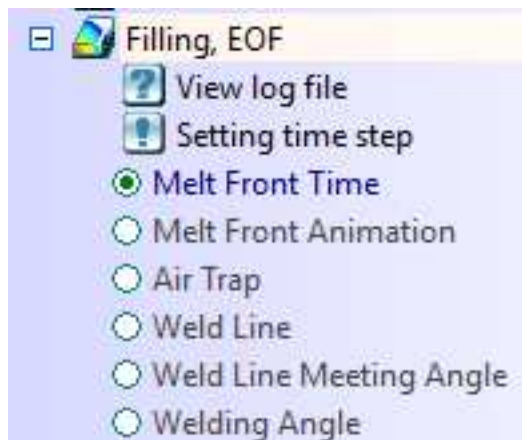 Filling, EOF
View log file
Setting time step
Melt Front Time
Melt Front Animation
Air Trap
Weld Line
Weld Line Meeting Angle
Welding Angle